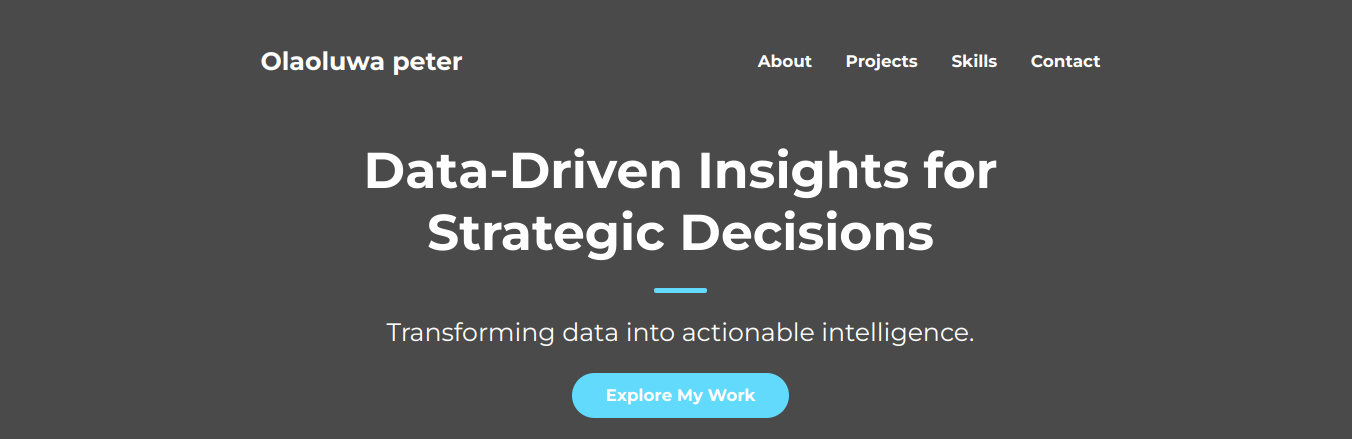 Olaoluwa peter
About Projects Skills Contact
Data-Driven Insights for
Strategic Decisions
Transforming data into actionable intelligence.
Explore My Work